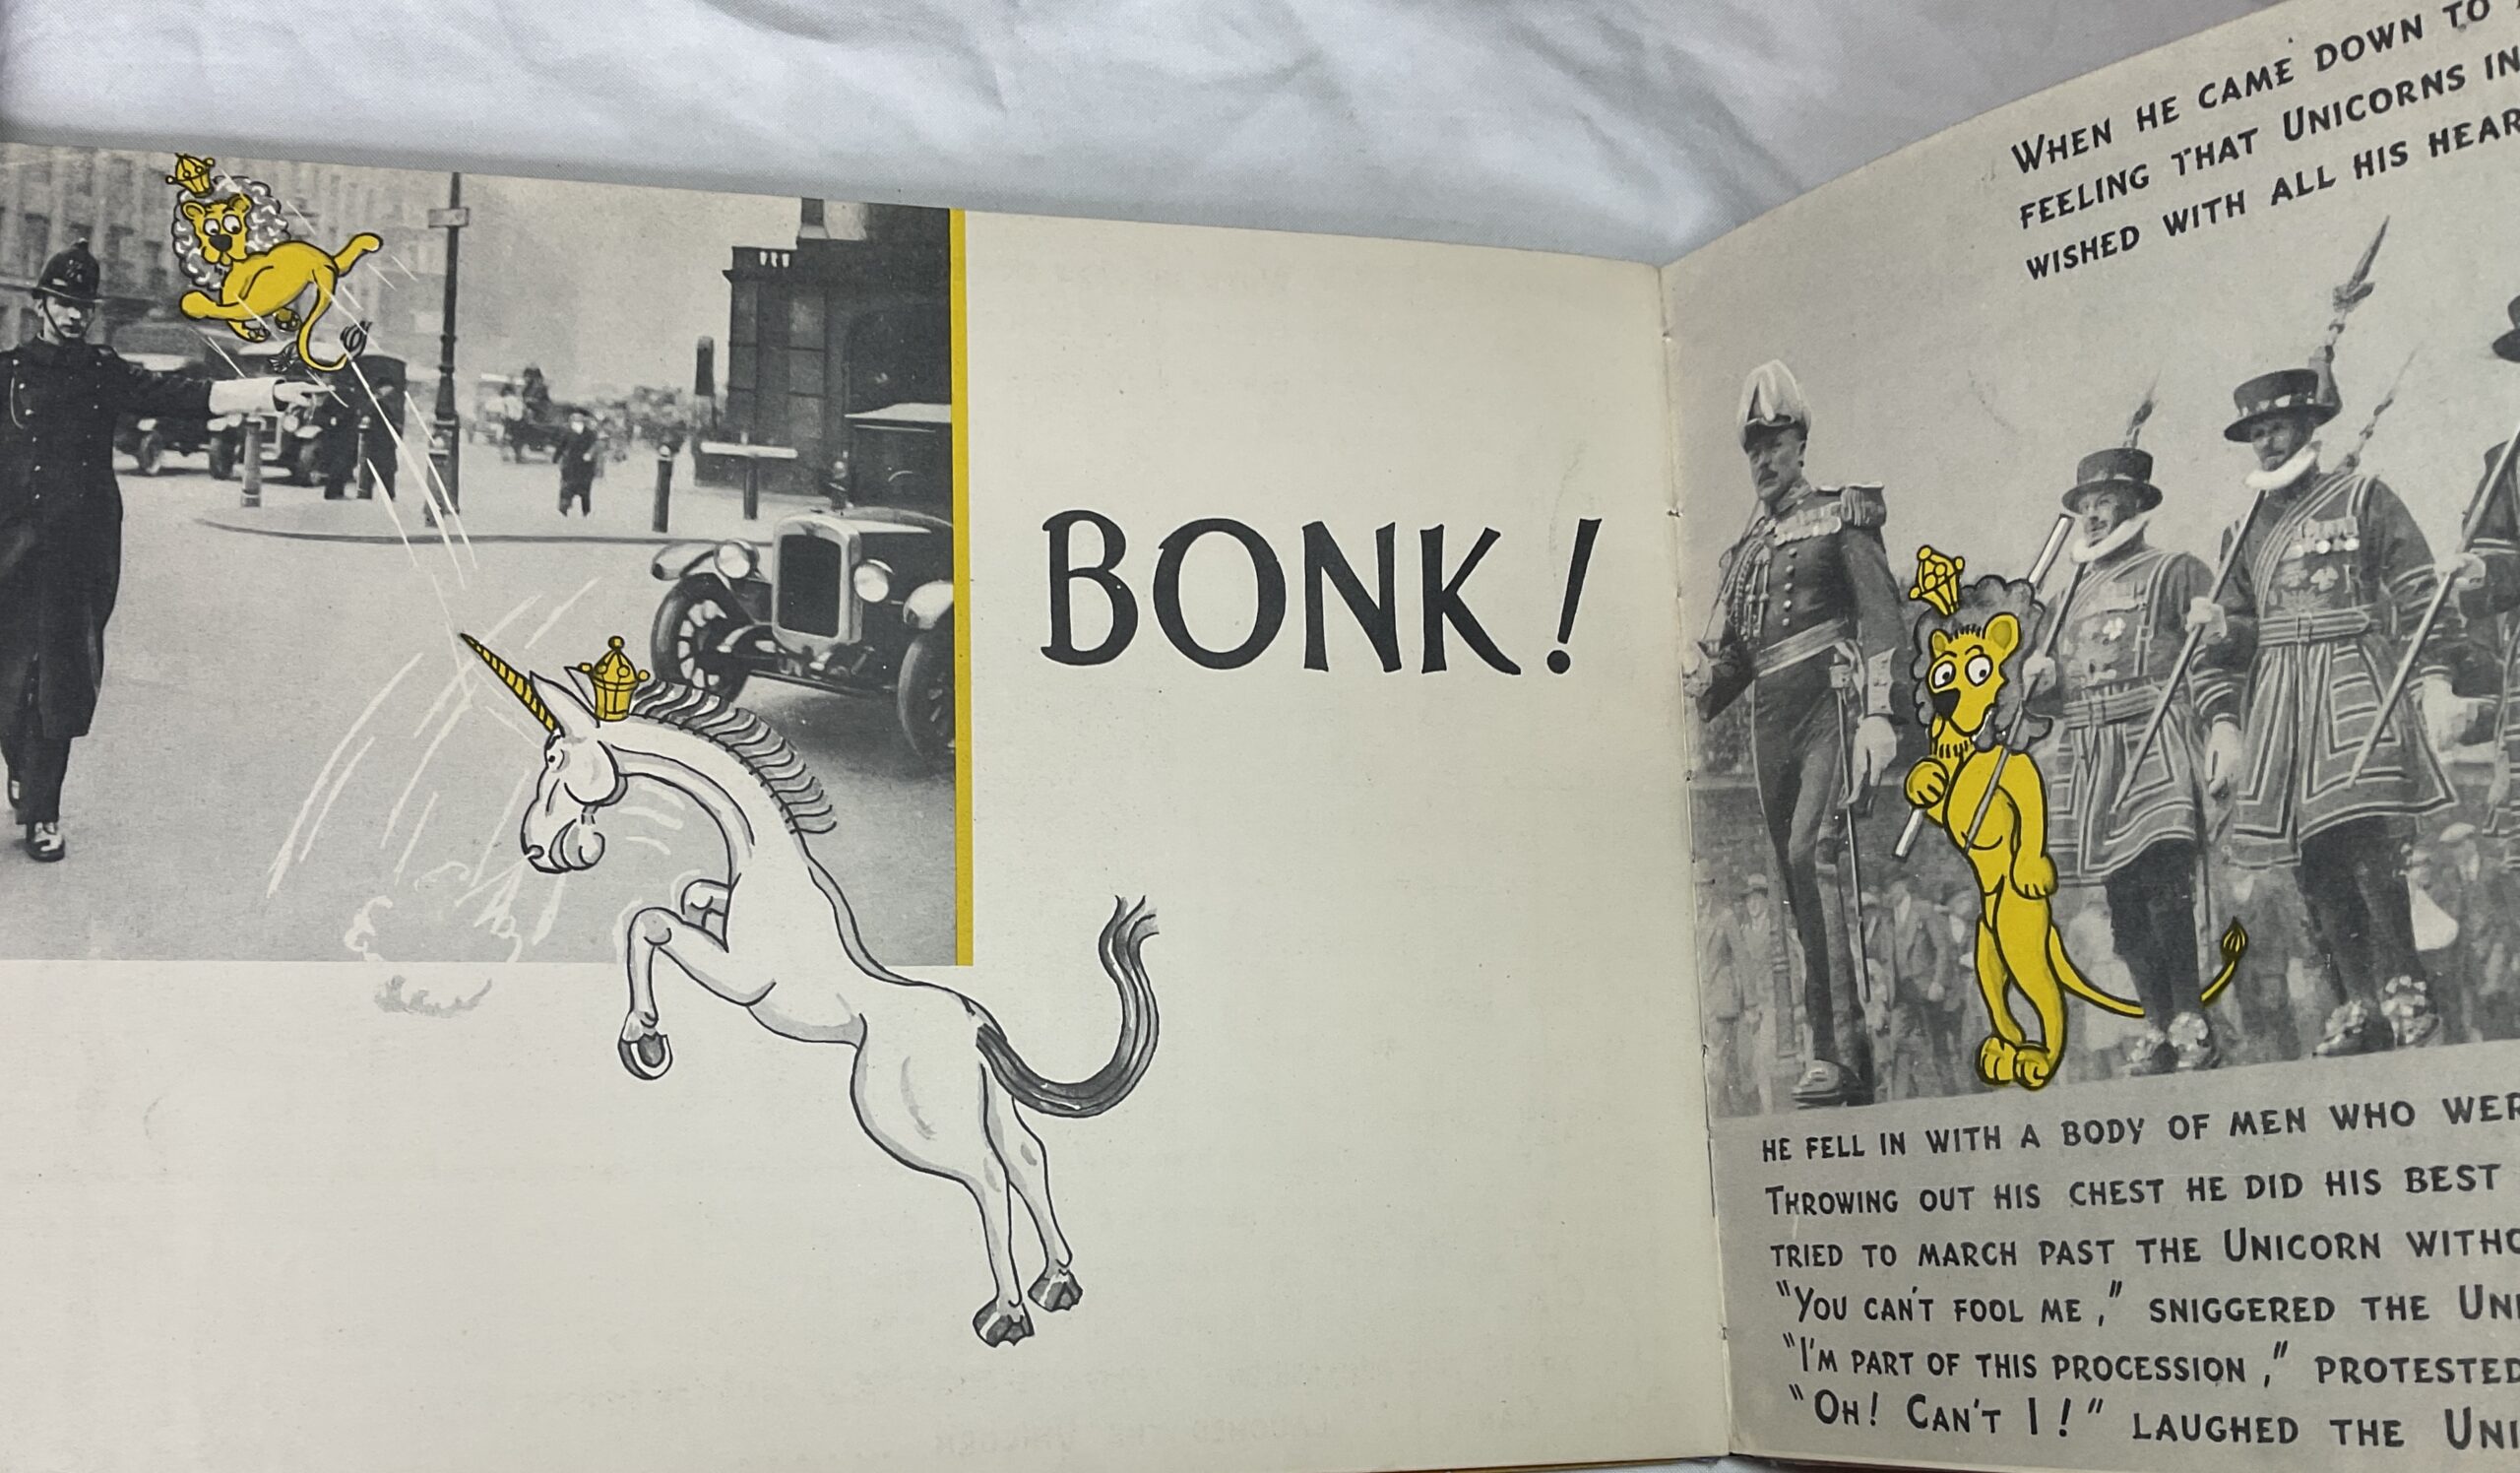 BONK!
WHEN HE CAME DOWN TO
FEELING THAT UNICORNS IN
WISHED WITH ALL HIS
HE FELL IN WITH A BODY OF MEN WHO
THROWING OUT HIS CHEST HE DID HIS BEST
TRIED TO MARCH PAST THE UNICORN
"YOU CAN'T FOOL ME," SNIGGERED THE
"I'M PART OF THIS PROCESSION," PROTESTED
"OH! CAN'T I!" LAUGHED THE